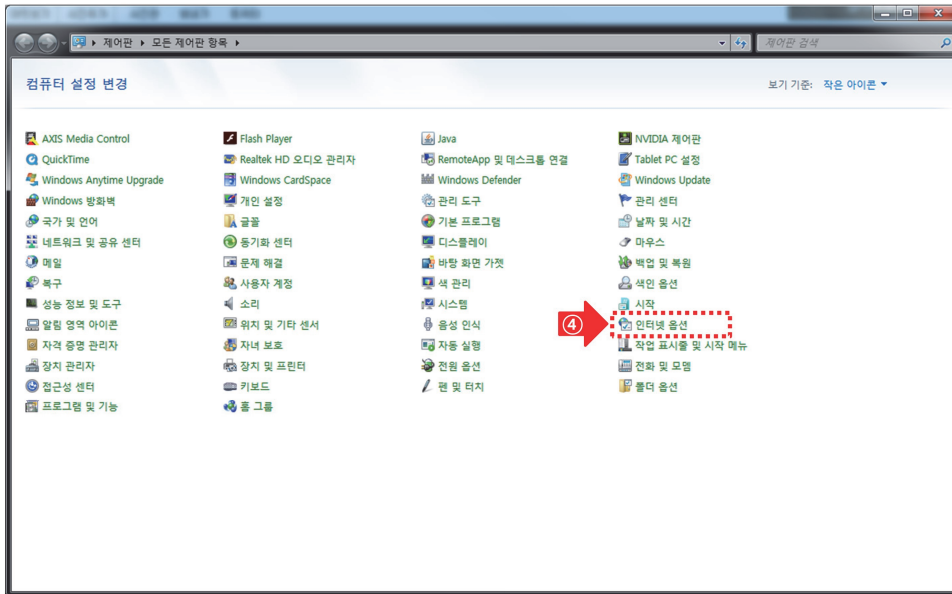 제어판 ▸ 모든 제어판 항목 ▸
제어판 검색
컴퓨터 설정 변경
보기 기준: 작은 아이콘
AXIS Media Control
Flash Player
Java
NVIDIA 제어판
QuickTime
Realtek HD 오디오 관리자
RemoteApp 및 데스크톱 연결
Tablet PC 설정
Windows Anytime Upgrade
Windows CardSpace
Windows Defender
Windows Update
Windows 방화벽
개인 설정
관리 도구
관리 센터
국가 및 언어
글꼴
기본 프로그램
날짜 및 시간
네트워크 및 공유 센터
동기화 센터
디스플레이
마우스
메일
문제 해결
바탕 화면 가젯
백업 및 복원
복구
사용자 계정
색 관리
색인 옵션
성능 정보 및 도구
소리
시스템
시작
알림 영역 아이콘
위치 및 기타 센서
음성 인식
④
인터넷 옵션
자격 증명 관리자
자녀 보호
자동 실행
작업 표시줄 및 시작 메뉴
장치 관리자
장치 및 프린터
전원 옵션
전화 및 모뎀
접근성 센터
키보드
펜 및 터치
폴더 옵션
프로그램 및 기능
홈 그룹